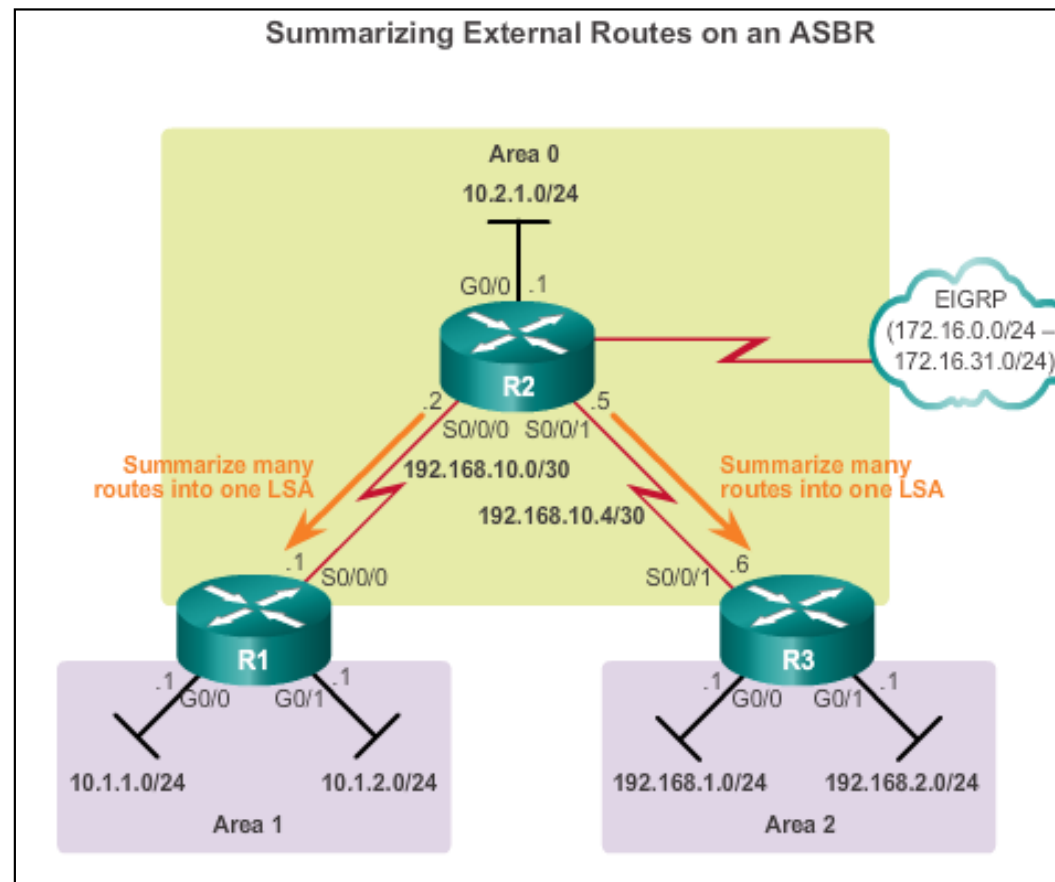 Summarizing External Routes on an ASBR
Area 0
10.2.1.0/24
G0/0
.1
EIGRP
(172.16.0.0/24 –
172.16.31.0/24)
R2
.2
.5
S0/0/0
S0/0/1
Summarize many
routes into one LSA
192.168.10.0/30
Summarize many
routes into one LSA
192.168.10.4/30
.1
S0/0/0
S0/0/1
.6
R1
R3
.1
G0/0
G0/1
.1
.1
G0/0
G0/1
.1
10.1.1.0/24
10.1.2.0/24
192.168.1.0/24
192.168.2.0/24
Area 1
Area 2